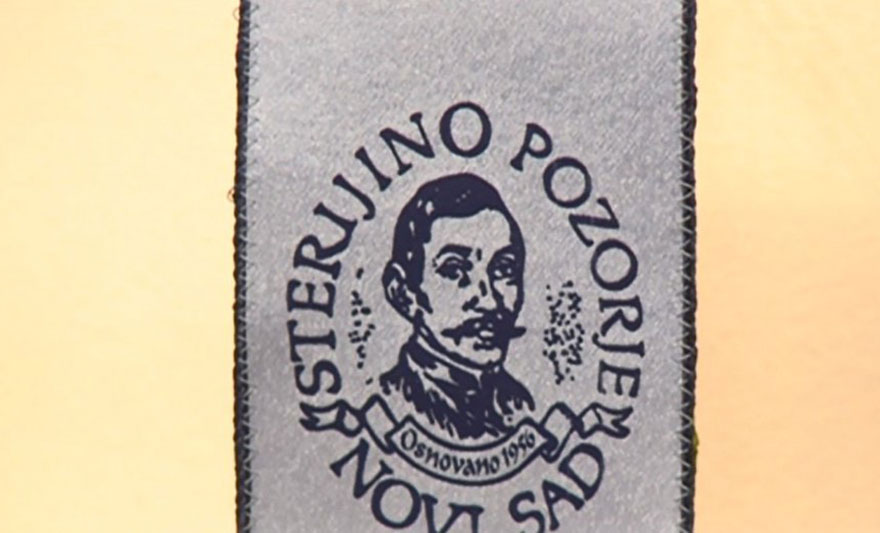 STERIJINO POZORJE
Osnovano 1956
NOVI SAD